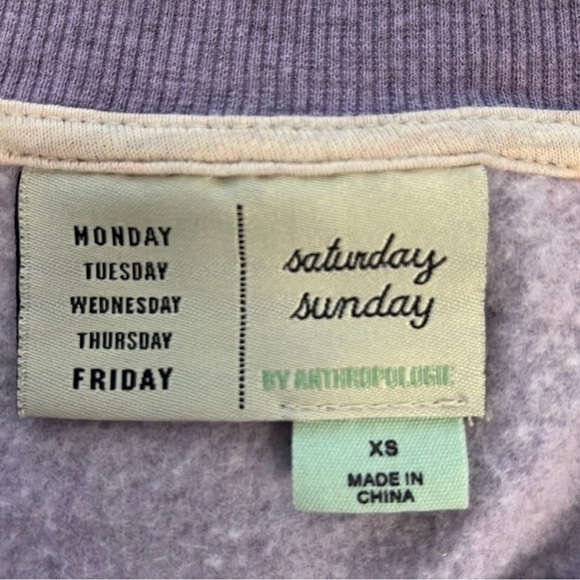 MONDAY
TUESDAY
WEDNESDAY
THURSDAY
FRIDAY
saturday
sunday
BY ANTHROPOLOGIE
XS
MADE IN
CHINA